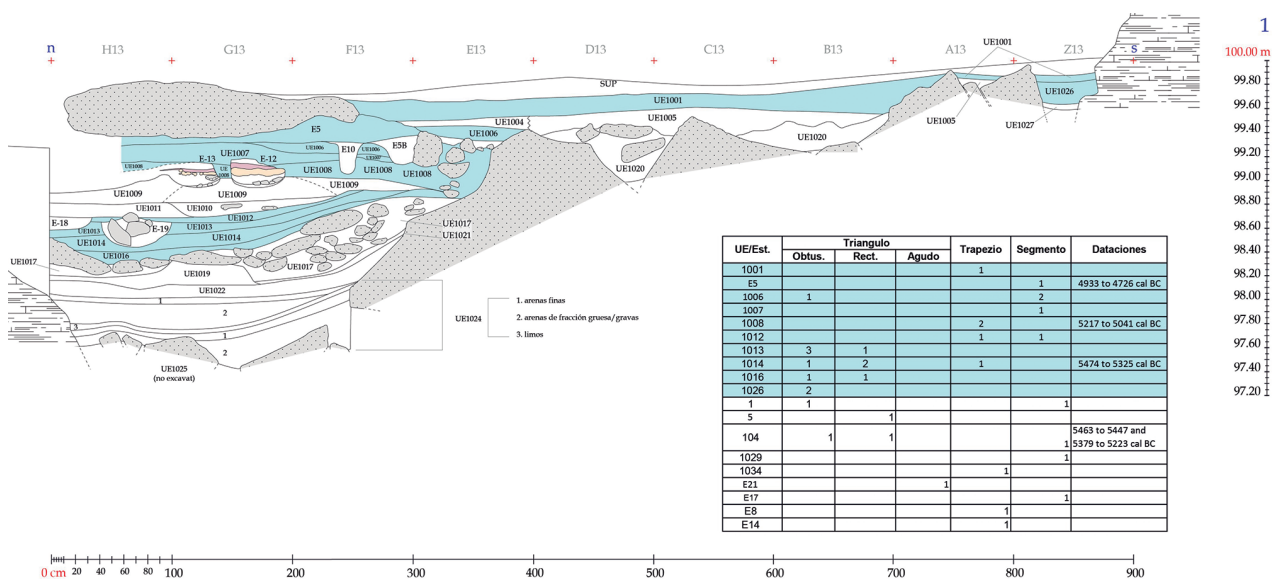 1
n H13 G13 F13 E13 D13 C13 B13 A13 Z13 s
100.00 m
99.80
99.60
99.40
99.20
99.00
98.80
98.60
98.40
98.20
98.00
97.80
97.60
97.40
97.20
UE1001
SUP
UE1001
UE1026
UE1004
UE1005
UE1005
UE1027
E5
UE1006
UE1020
UE1006
E10
UE1006
E5B
UE1007
UE1007
E-13
E-12
UE1020
UE1008
UE
1008
UE1008
UE1008
UE1008
UE1009
UE1009
UE1009
UE1011
UE1010
UE1012
E-18
UE1013
E-19
UE1013
UE1017
UE1021
UE1014
UE1014
UE1016
UE1017
UE1019
UE1017
UE1022
1
2
3
1
2
UE1025
(no excavat)
UE1024
1. arenas finas
2. arenas de fracción gruesa/gravas
3. limos
UE/Est. Triangulo Trapezio Segmento Dataciones
Obtus. Rect. Agudo
1001 1
E5 1 4933 to 4726 cal BC
1006 1 2
1007 1
1008 2 5217 to 5041 cal BC
1012 1 1
1013 3 1
1014 1 2 1 5474 to 5325 cal BC
1016 1 1
1026 2
1 1 1
5 1
104 1 1 1 5463 to 5447 and
5379 to 5223 cal BC
1029 1
1034 1
E21 1
E17 1
E8 1
E14 1
0 cm 20 40 60 80 100 200 300 400 500 600 700 800 900